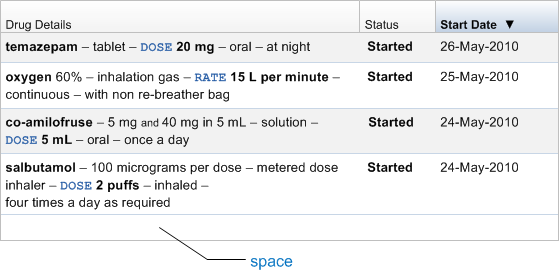 Drug Details Status Start Date ▼
temazepam – tablet – DOSE 20 mg – oral – at night Started 26-May-2010
oxygen 60% – inhalation gas – RATE 15 L per minute – Started 25-May-2010
continuous – with non re-breather bag
co-amilofruse – 5 mg and 40 mg in 5 mL – solution – Started 24-May-2010
DOSE 5 mL – oral – once a day
salbutamol – 100 micrograms per dose – metered dose Started 24-May-2010
inhaler – DOSE 2 puffs – inhaled –
four times a day as required
space